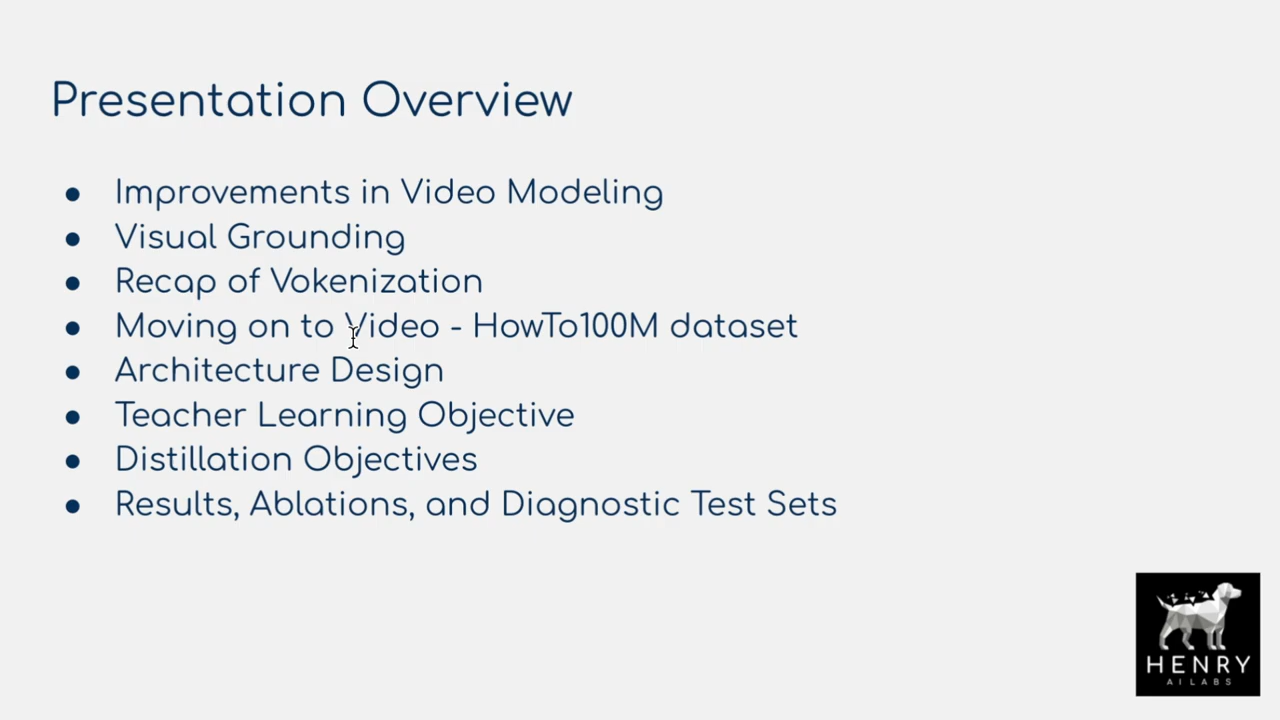 Presentation Overview
● Improvements in Video Modeling
● Visual Grounding
● Recap of Vokenization
● Moving on to Video - HowTo100M dataset
● Architecture Design
● Teacher Learning Objective
● Distillation Objectives
● Results, Ablations, and Diagnostic Test Sets
HENRY
AI LABS